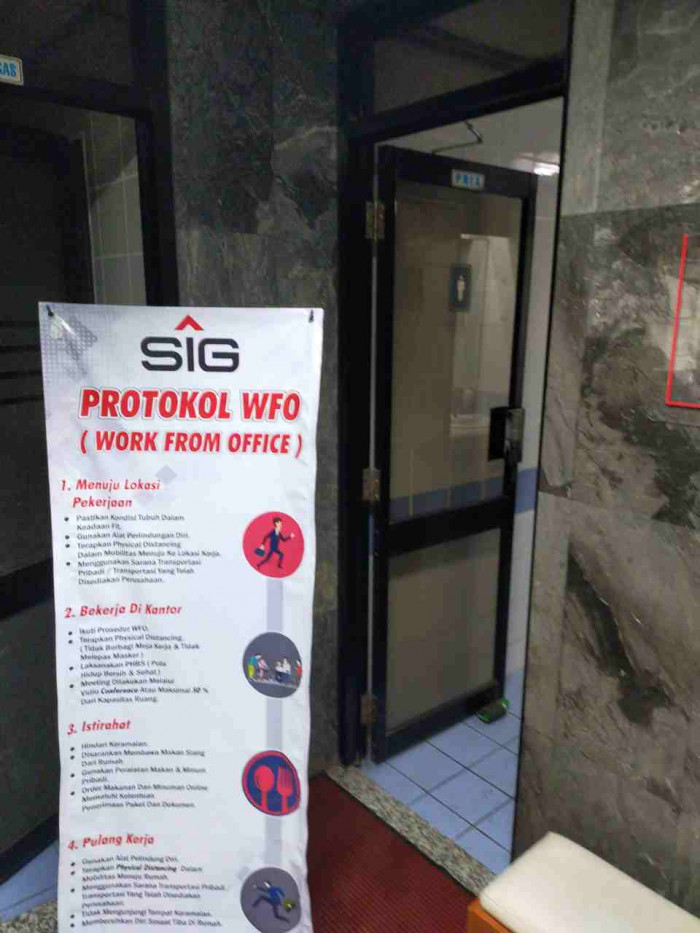 KAS
PRIA
SIG
PROTOKOL WFO
( WORK FROM OFFICE )
1. Menuju Lokasi
Pekerjaan
Pastikan Kondisi Tubuh Dalam
Keadaan Fit.
Gunakan Alat Perlindungan Diri.
Terapkan Physical Distancing
Dalam Mobilitas Menuju Ke Lokasi Kerja.
Menggunakan Sarana Transportasi
Pribadi / Transportasi Yang Telah
Disediakan Perusahaan.
2. Bekerja Di Kantor
Ikuti Prosedur WFO.
Terapkan Physical Distancing.
( Tidak Berbagi Meja Kerja & Tidak
Melepas Masker )
Laksanakan PHBS ( Pola
Hidup Bersih & Sehat )
Meeting Dilakukan Melalui
Vidio Conference Atau Maksimal 50 %
Dari Kapasitas Ruang.
3. Istirahat
Hindari Keramaian.
Disarankan Membawa Makan Siang
Dari Rumah
Gunakan Peralatan Makan & Minum
Pribadi.
Order Makanan Dan Minuman Online
Mematuhi Ketentuan
Penerimaan Paket Dan Dokumen.
4. Pulang Kerja
Gunakan Alat Pelindung Diri.
Terapkan Physical Distancing Dalam
Mobilitas Menuju Rumah.
Menggunakan Sarana Transportasi Pribadi,
Transportasi Yang Telah Disediakan
Perusahaan.
Tidak Mengunjungi Tempat Keramaian.
Membersihkan Diri Sesaat Tiba Di Rumah.